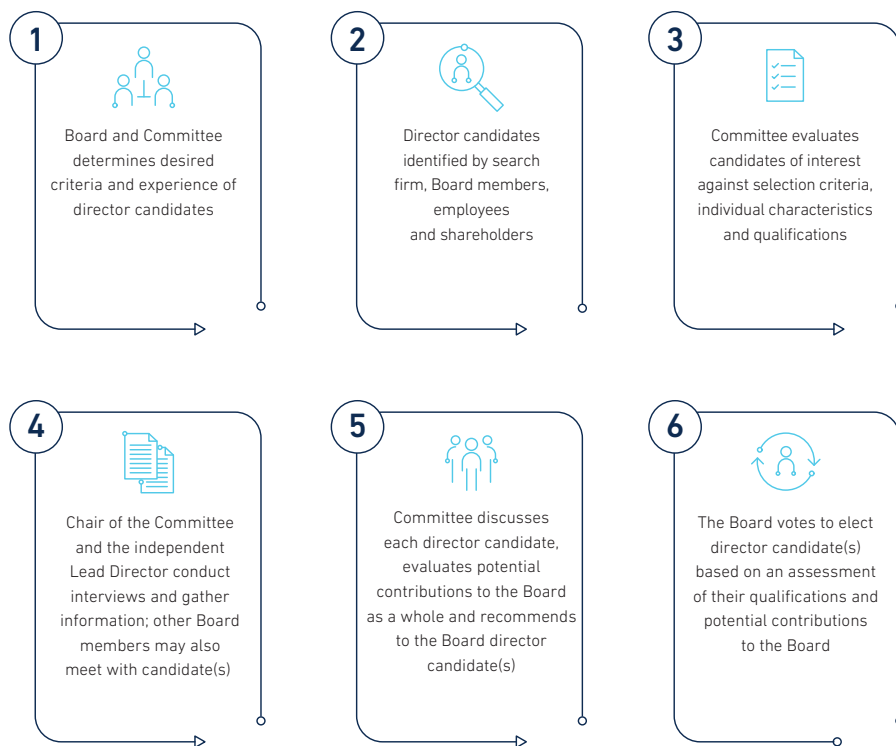 1
Board and Committee
determines desired
criteria and experience of
director candidates
2
Director candidates
identified by search
firm, Board members,
employees
and shareholders
3
Committee evaluates
candidates of interest
against selection criteria,
individual characteristics
and qualifications
4
Chair of the Committee
and the independent
Lead Director conduct
interviews and gather
information; other Board
members may also
meet with candidate(s)
5
Committee discusses
each director candidate,
evaluates potential
contributions to the Board
as a whole and recommends
to the Board director
candidate(s)
6
The Board votes to elect
director candidate(s)
based on an assessment
of their qualifications and
potential contributions
to the Board